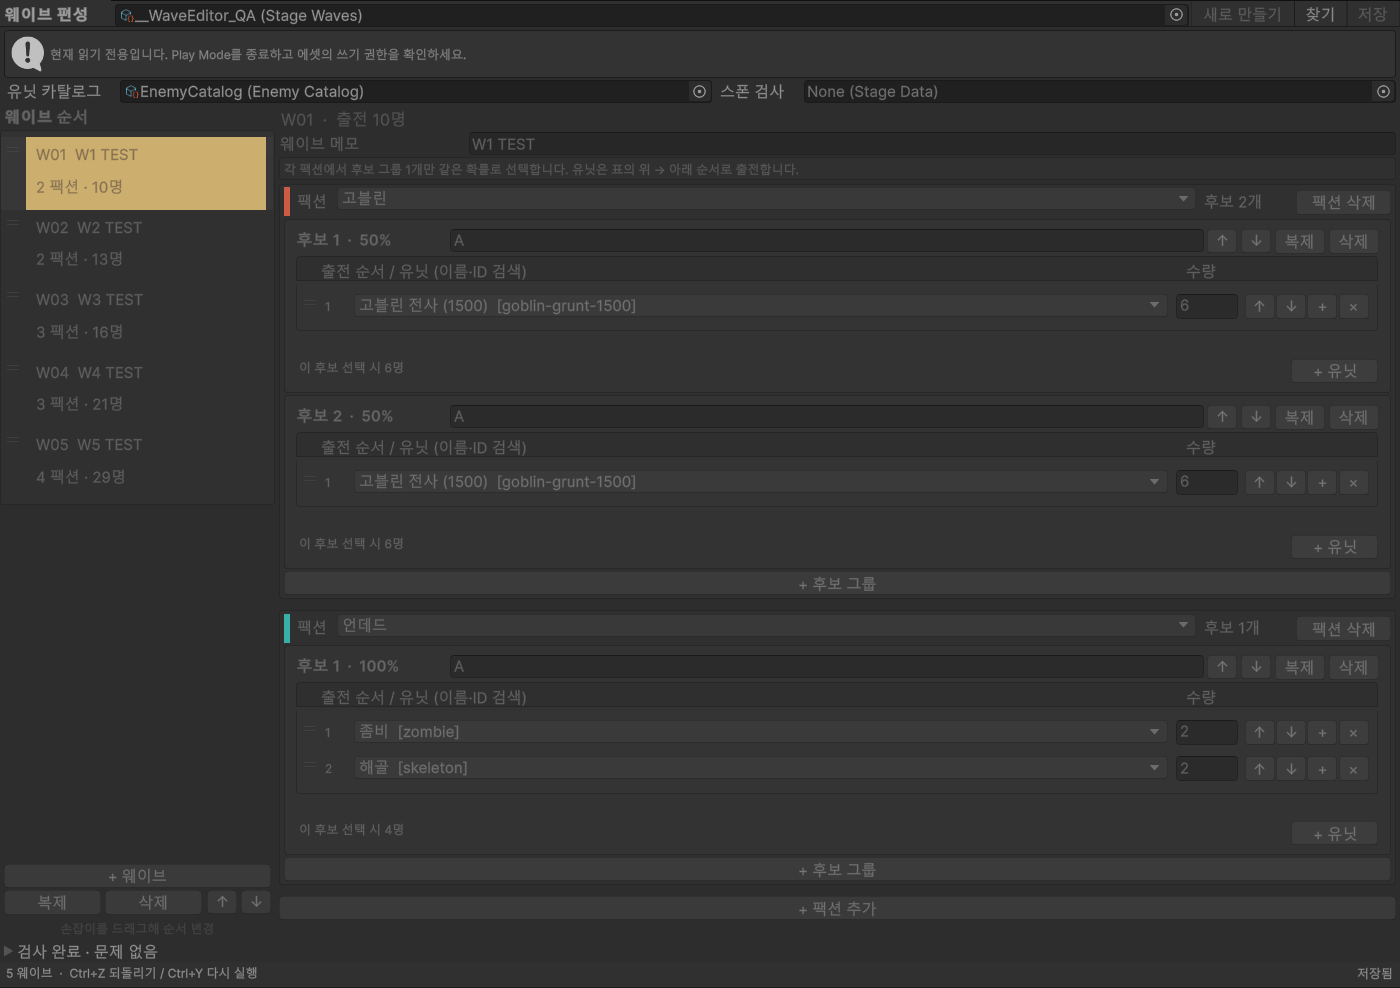 웨이브 편성 __WaveEditor_QA (Stage Waves) 새로 만들기 찾기 저장
현재 읽기 전용입니다. Play Mode를 종료하고 에셋의 쓰기 권한을 확인하세요.
유닛 카탈로그 EnemyCatalog (Enemy Catalog) 스폰 검사 None (Stage Data)
웨이브 순서
W01 W1 TEST
2 팩션 · 10명
W02 W2 TEST
2 팩션 · 13명
W03 W3 TEST
3 팩션 · 16명
W04 W4 TEST
3 팩션 · 21명
W05 W5 TEST
4 팩션 · 29명
+ 웨이브
복제 삭제 ↑ ↓
손잡이를 드래그해 순서 변경
W01 · 출전 10명
웨이브 메모 W1 TEST
각 팩션에서 후보 그룹 1개만 같은 확률로 선택합니다. 유닛은 표의 위 → 아래 순서로 출전합니다.
팩션 고블린 후보 2개 팩션 삭제
후보 1 · 50% A ↑ ↓ 복제 삭제
출전 순서 / 유닛 (이름·ID 검색) 수량
1 고블린 전사 (1500) [goblin-grunt-1500] 6 ↑ ↓ + ×
이 후보 선택 시 6명 + 유닛
후보 2 · 50% A ↑ ↓ 복제 삭제
출전 순서 / 유닛 (이름·ID 검색) 수량
1 고블린 전사 (1500) [goblin-grunt-1500] 6 ↑ ↓ + ×
이 후보 선택 시 6명 + 유닛
+ 후보 그룹
팩션 언데드 후보 1개 팩션 삭제
후보 1 · 100% A ↑ ↓ 복제 삭제
출전 순서 / 유닛 (이름·ID 검색) 수량
1 좀비 [zombie] 2 ↑ ↓ + ×
2 해골 [skeleton] 2 ↑ ↓ + ×
이 후보 선택 시 4명 + 유닛
+ 후보 그룹
+ 팩션 추가
검사 완료 · 문제 없음
5 웨이브 · Ctrl+Z 되돌리기 / Ctrl+Y 다시 실행 저장됨